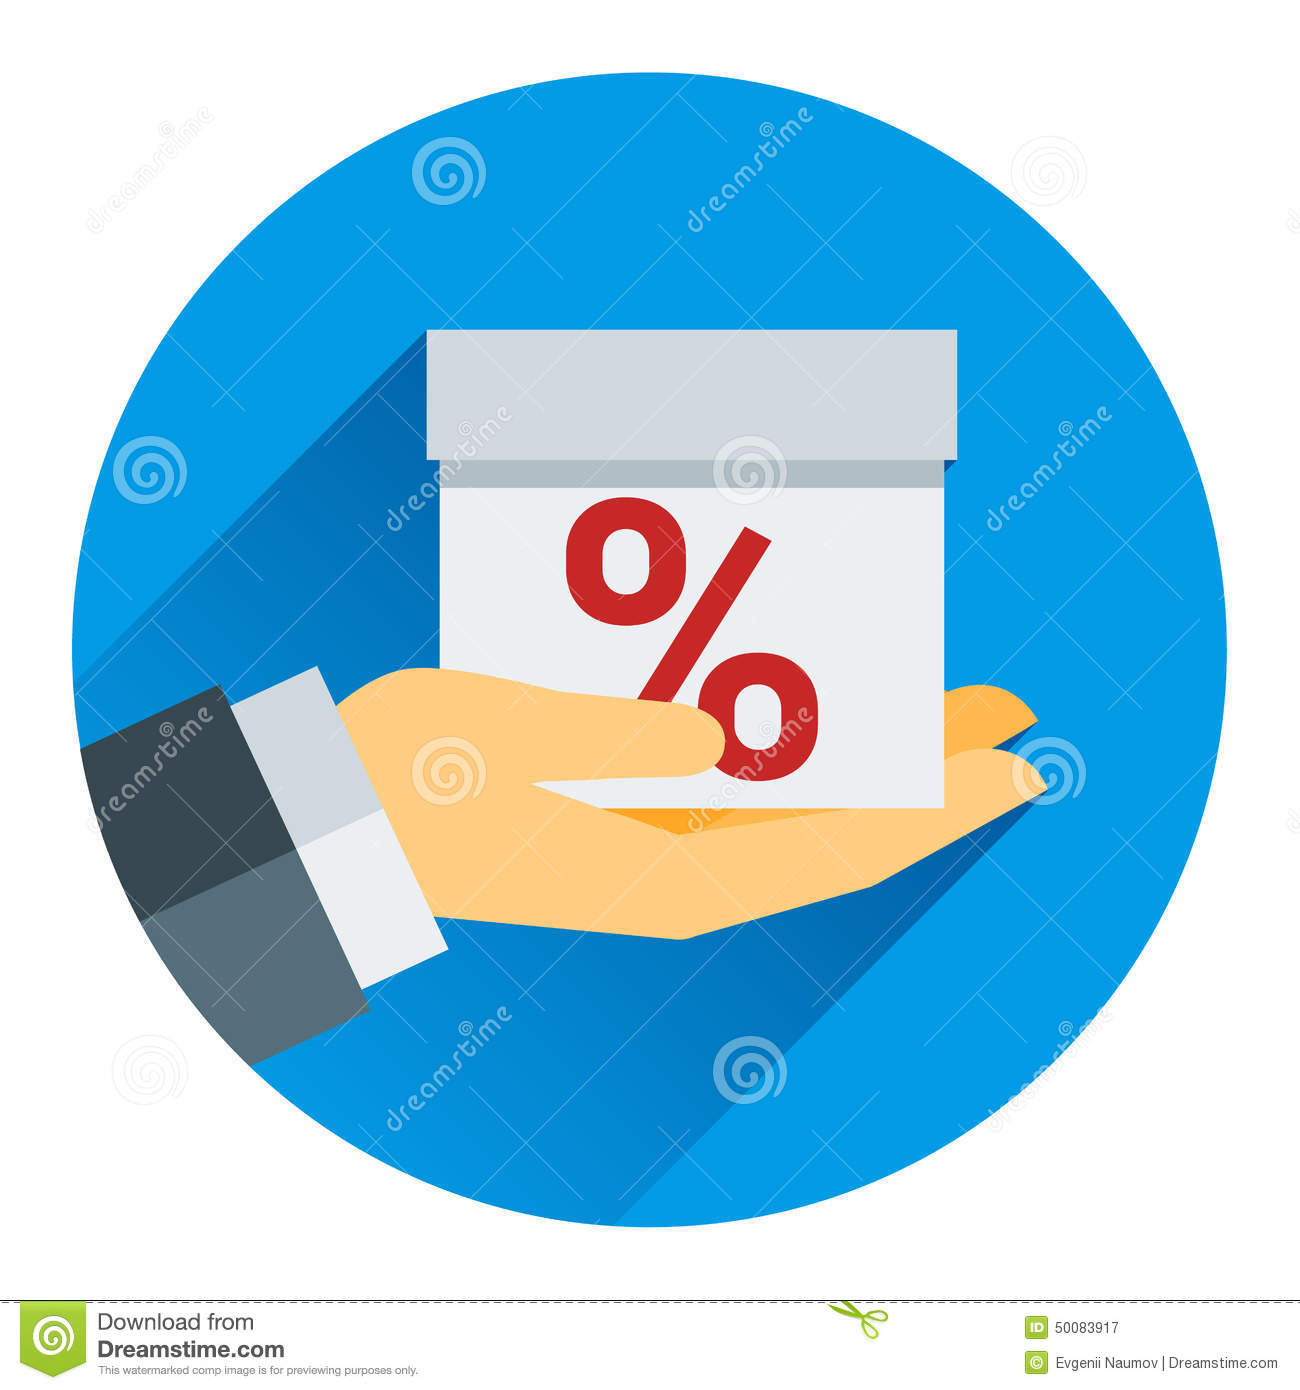 %
dreamstime
dreamstime
dreamstime
dreamstime
dreamstime
dreamstime
dreamstime
Download from
Dreamstime.com
This watermarked comp image is for previewing purposes only.
ID 50083917
© Evgenii Naumov | Dreamstime.com